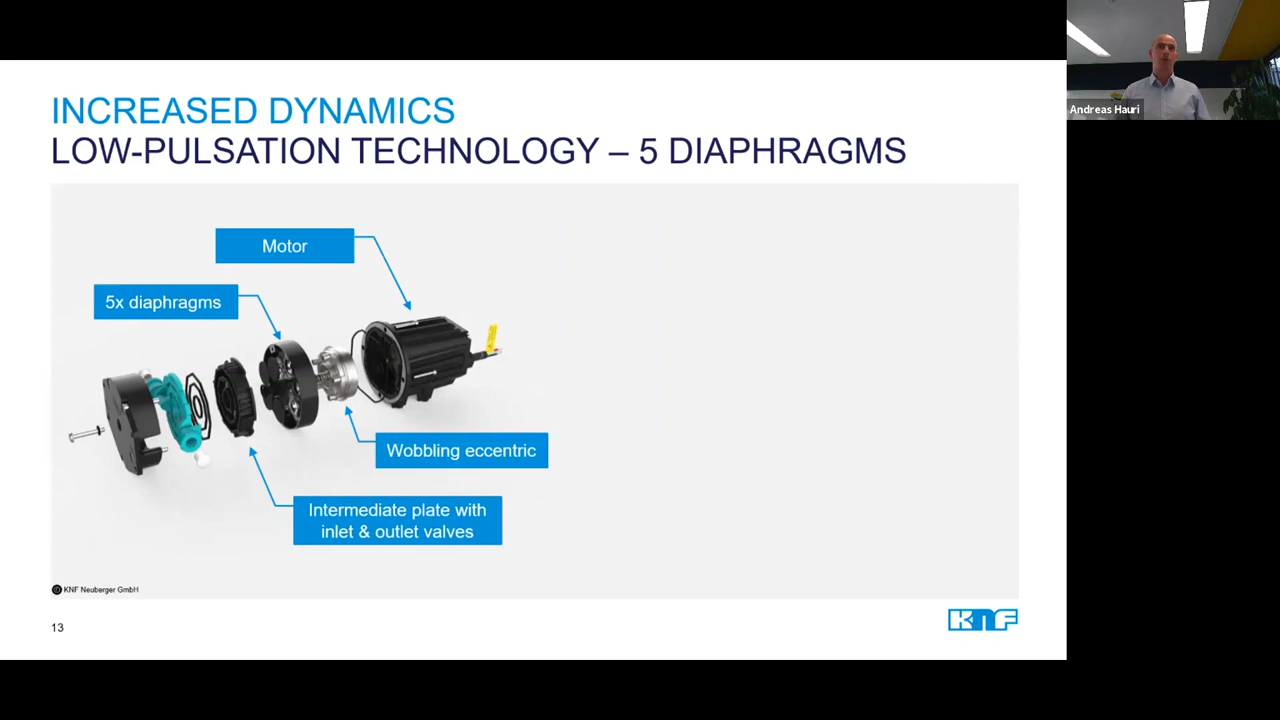 Andreas Hauri
INCREASED DYNAMICS
LOW-PULSATION TECHNOLOGY – 5 DIAPHRAGMS
Motor
5x diaphragms
Wobbling eccentric
Intermediate plate with
inlet & outlet valves
© KNF Neuberger GmbH
13
KNF